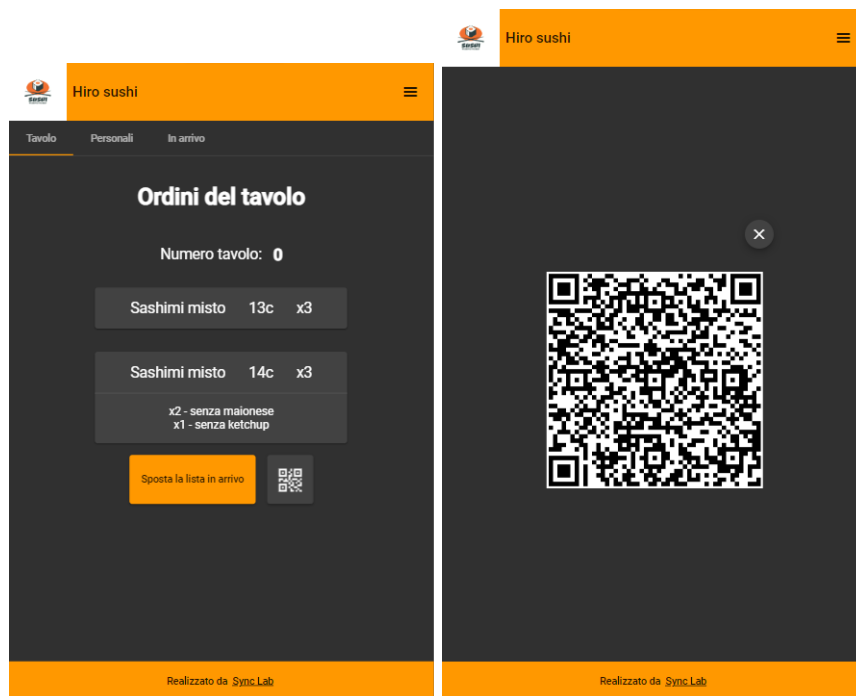 Hiro sushi
Tavolo Personali In arrivo
Ordini del tavolo
Numero tavolo: 0
Sashimi misto 13c x3
Sashimi misto 14c x3
x2 - senza maionese
x1 - senza ketchup
Sposta la lista in arrivo
Realizzato da Sync Lab
Hiro sushi
Realizzato da Sync Lab